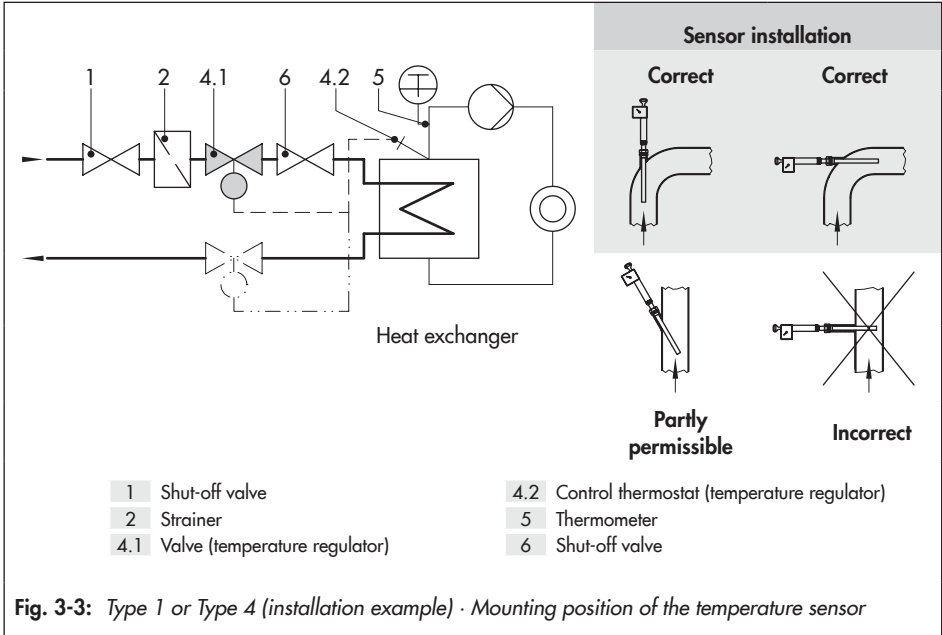 Sensor installation
Correct Correct
1 2 4.1 6 4.2 5
Heat exchanger
Partly
permissible
Incorrect
1 Shut-off valve
2 Strainer
4.1 Valve (temperature regulator)
4.2 Control thermostat (temperature regulator)
5 Thermometer
6 Shut-off valve
Fig. 3-3: Type 1 or Type 4 (installation example) · Mounting position of the temperature sensor